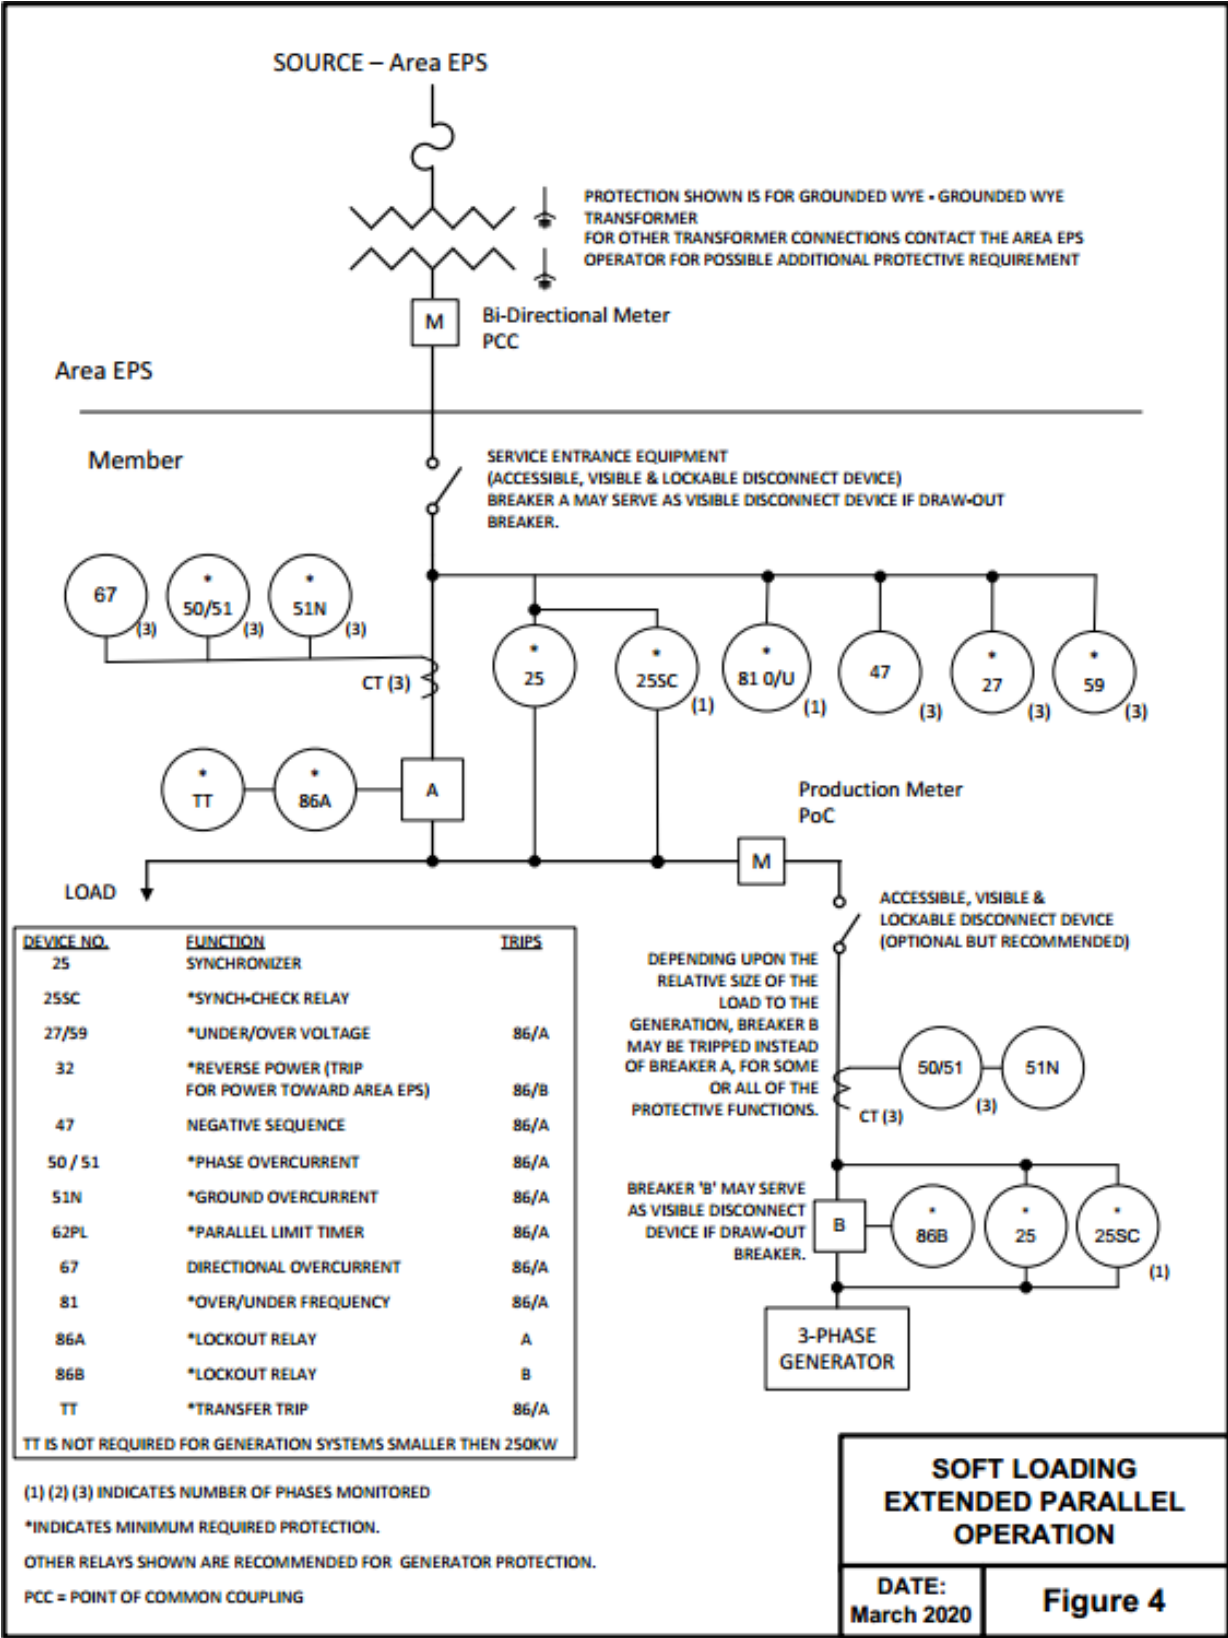 SOURCE – Area EPS
PROTECTION SHOWN IS FOR GROUNDED WYE - GROUNDED WYE
TRANSFORMER
FOR OTHER TRANSFORMER CONNECTIONS CONTACT THE AREA EPS
OPERATOR FOR POSSIBLE ADDITIONAL PROTECTIVE REQUIREMENT
M
Bi-Directional Meter
PCC
Area EPS
Member
SERVICE ENTRANCE EQUIPMENT
(ACCESSIBLE, VISIBLE & LOCKABLE DISCONNECT DEVICE)
BREAKER A MAY SERVE AS VISIBLE DISCONNECT DEVICE IF DRAW-OUT
BREAKER.
67
(3)
*
50/51
(3)
*
51N
(3)
CT (3)
*
25
*
25SC
(1)
*
81 0/U
(1)
47
(3)
*
27
(3)
*
59
(3)
*
TT
*
86A
A
Production Meter
PoC
M
LOAD
ACCESSIBLE, VISIBLE &
LOCKABLE DISCONNECT DEVICE
(OPTIONAL BUT RECOMMENDED)
DEPENDING UPON THE
RELATIVE SIZE OF THE
LOAD TO THE
GENERATION, BREAKER B
MAY BE TRIPPED INSTEAD
OF BREAKER A, FOR SOME
OR ALL OF THE
PROTECTIVE FUNCTIONS.
50/51
(3)
51N
CT (3)
BREAKER 'B' MAY SERVE
AS VISIBLE DISCONNECT
DEVICE IF DRAW-OUT
BREAKER.
B
*
86B
*
25
*
25SC
(1)
3-PHASE
GENERATOR
DEVICE NO. FUNCTION TRIPS
25 SYNCHRONIZER
25SC *SYNCH-CHECK RELAY
27/59 *UNDER/OVER VOLTAGE 86/A
32 *REVERSE POWER (TRIP
FOR POWER TOWARD AREA EPS) 86/B
47 NEGATIVE SEQUENCE 86/A
50 / 51 *PHASE OVERCURRENT 86/A
51N *GROUND OVERCURRENT 86/A
62PL *PARALLEL LIMIT TIMER 86/A
67 DIRECTIONAL OVERCURRENT 86/A
81 *OVER/UNDER FREQUENCY 86/A
86A *LOCKOUT RELAY A
86B *LOCKOUT RELAY B
TT *TRANSFER TRIP 86/A
TT IS NOT REQUIRED FOR GENERATION SYSTEMS SMALLER THEN 250KW
(1) (2) (3) INDICATES NUMBER OF PHASES MONITORED
*INDICATES MINIMUM REQUIRED PROTECTION.
OTHER RELAYS SHOWN ARE RECOMMENDED FOR GENERATOR PROTECTION.
PCC = POINT OF COMMON COUPLING
SOFT LOADING
EXTENDED PARALLEL
OPERATION
DATE:
March 2020
Figure 4